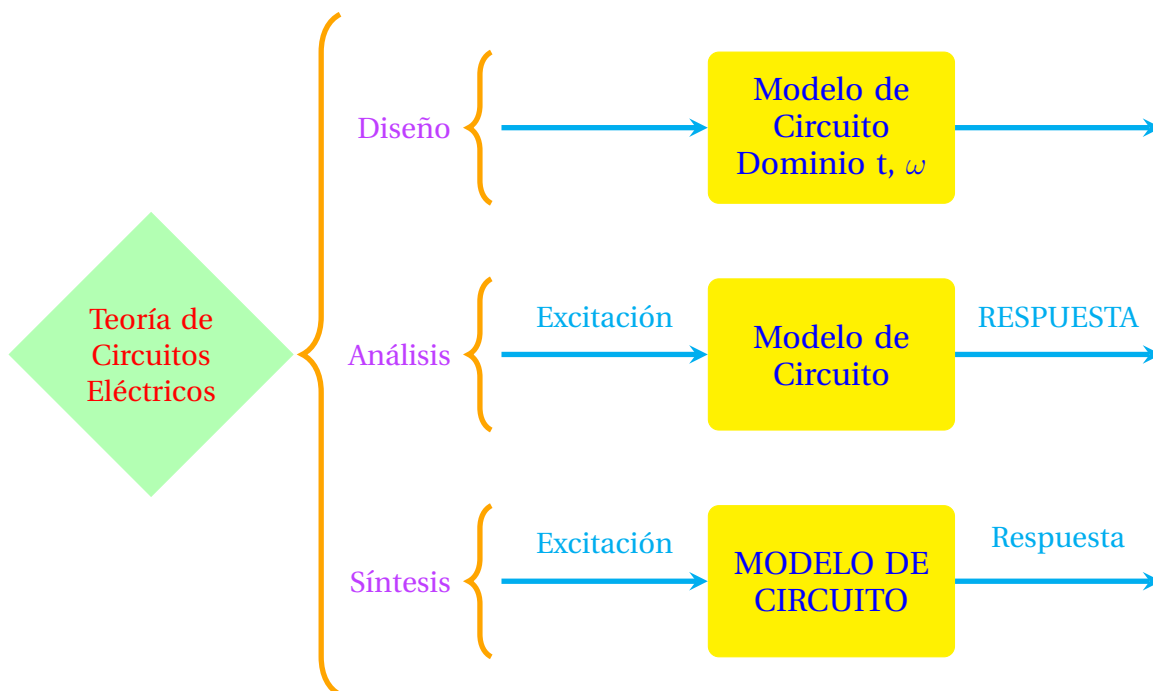 Teoría de
Circuitos
Eléctricos
Diseño
Modelo de
Circuito
Dominio t, ω
Análisis
Excitación
Modelo de
Circuito
RESPUESTA
Síntesis
Excitación
MODELO DE
CIRCUITO
Respuesta